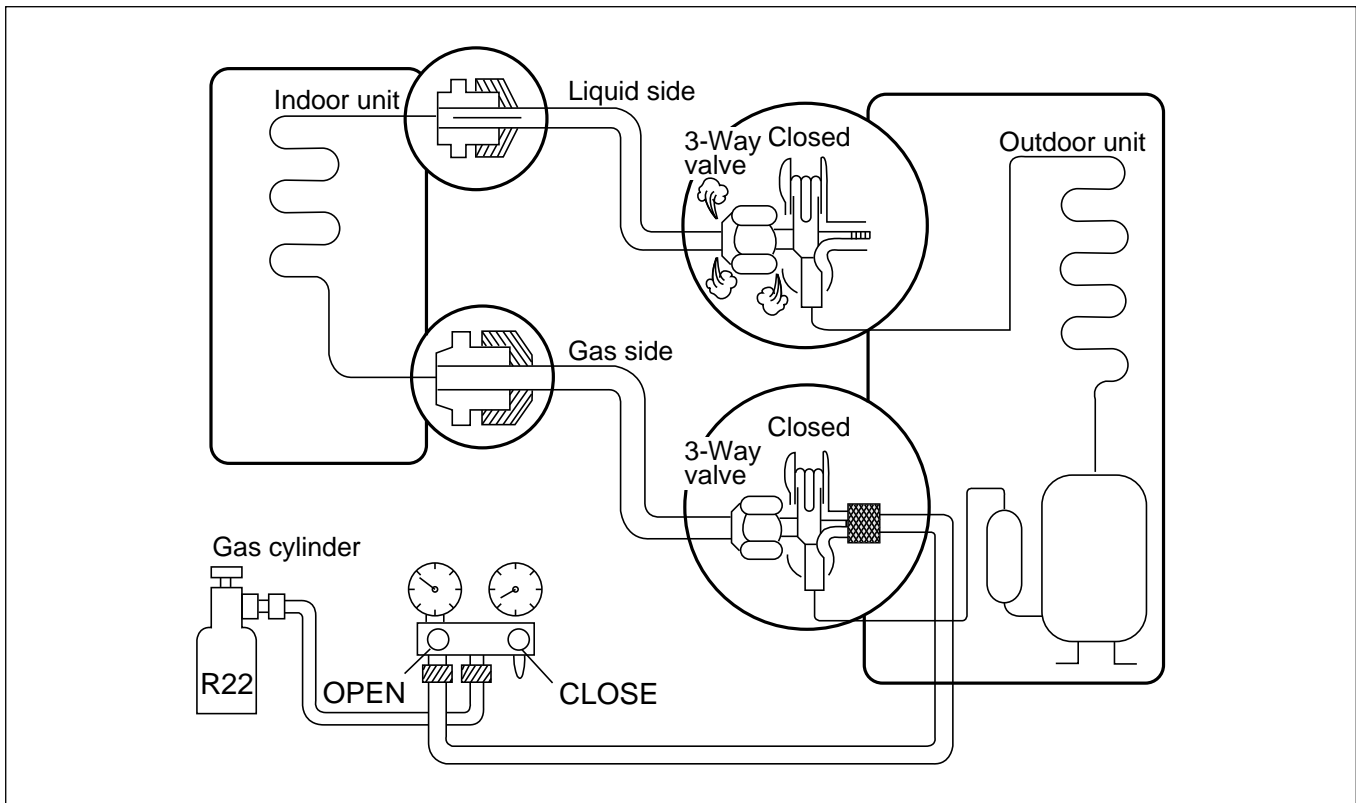 Indoor unit
Liquid side
3-Way
valve
Closed
Outdoor unit
Gas side
3-Way
valve
Closed
Gas cylinder
R22
OPEN
CLOSE